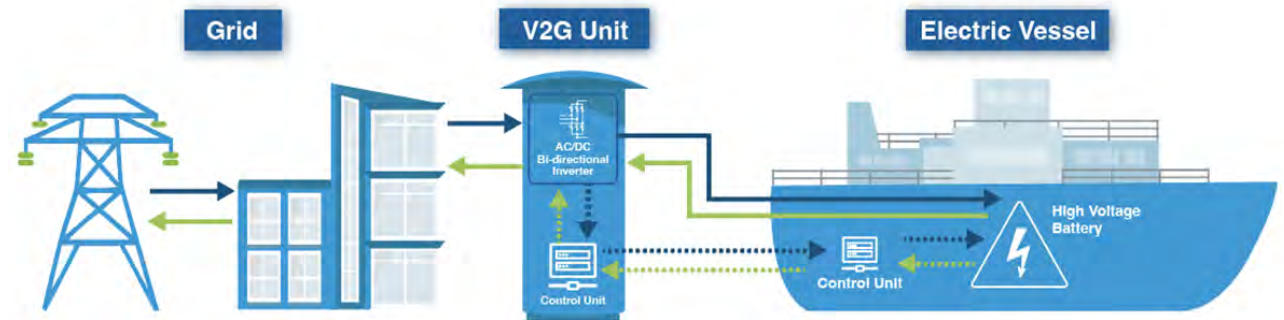 Grid
V2G Unit
Electric Vessel
AC/DC
Bi-directional
Inverter
High Voltage
Battery
Control Unit
Control Unit